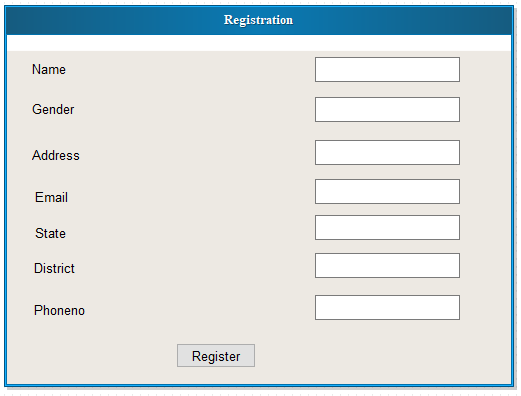 Registration
Name
Gender
Address
Email
State
District
Phoneno
Register